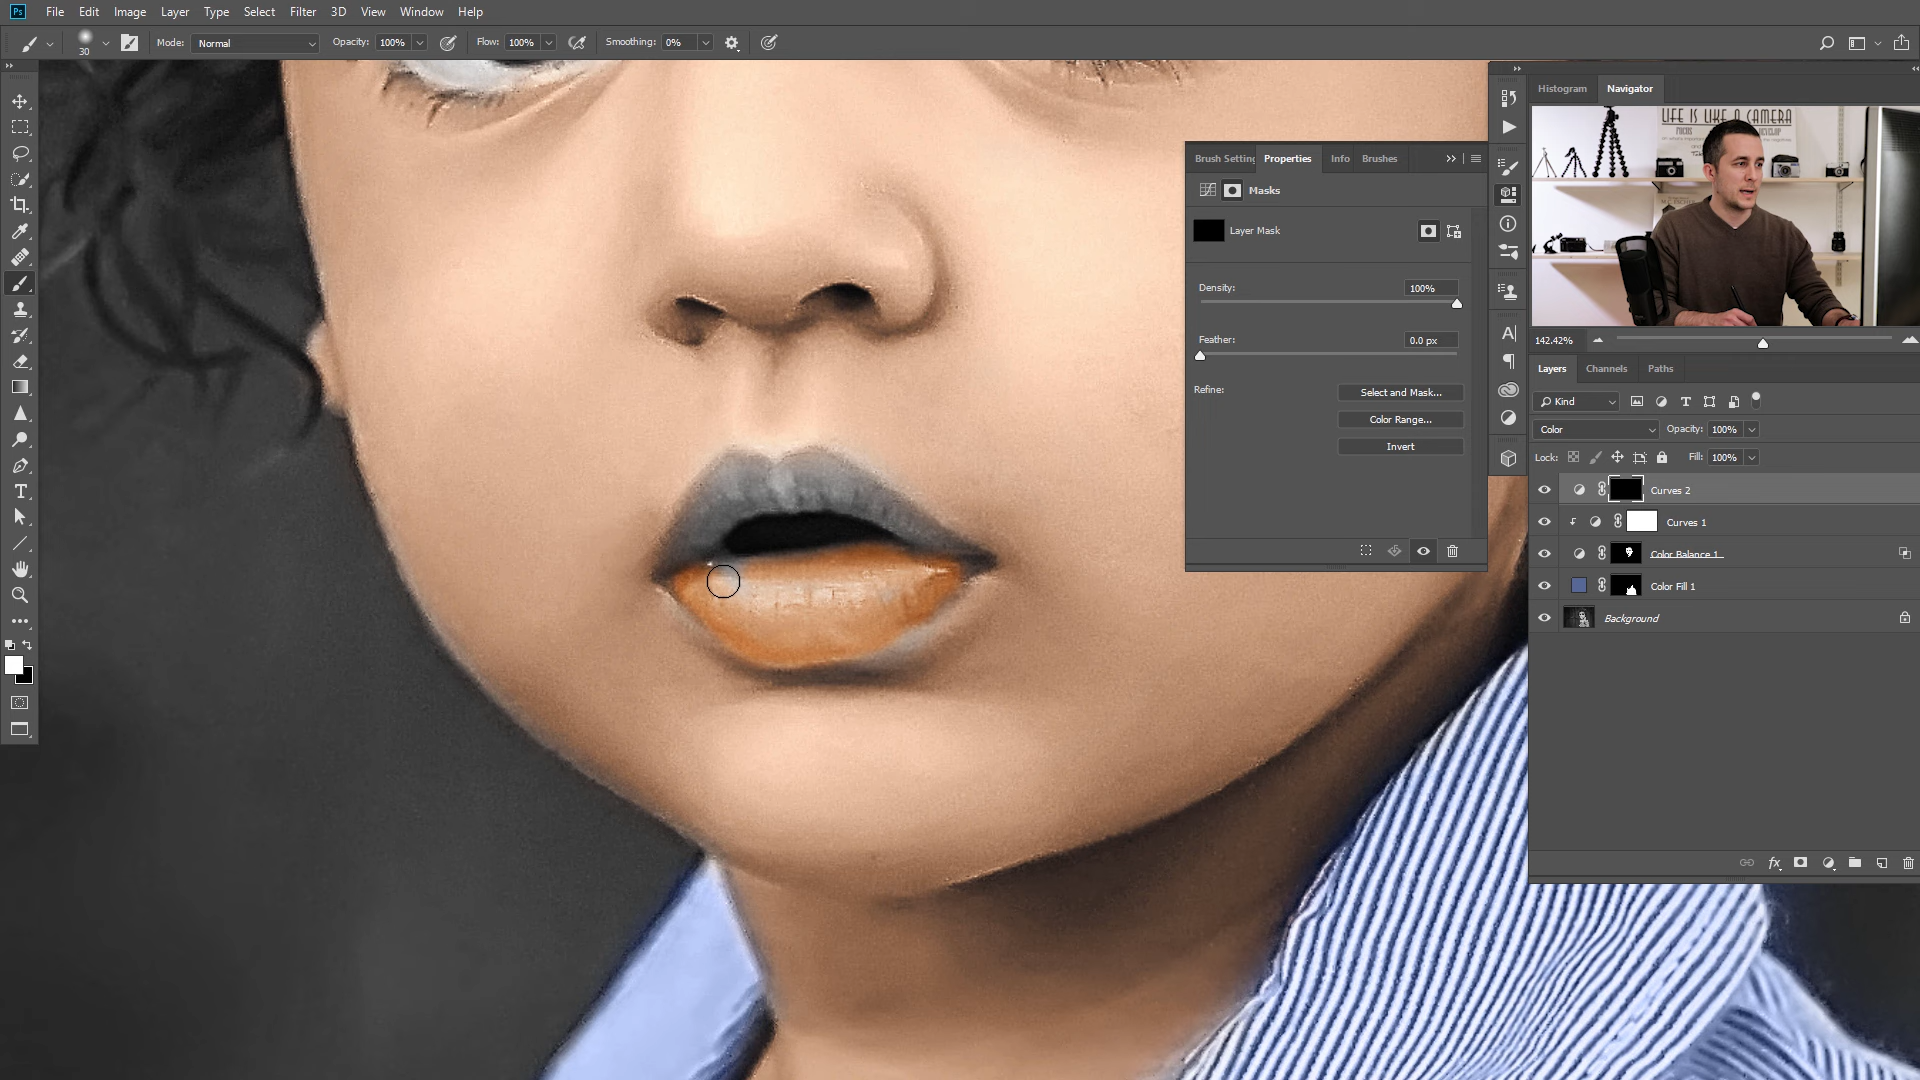 Ps File Edit Image Layer Type Select Filter 3D View Window Help
30 Mode: Normal Opacity: 100% Flow: 100% Smoothing: 0%
Histogram Navigator
LIFE IS LIKE A CAMERA
FOCUS
142.42%
Brush Setting Properties Info Brushes
Masks
Layer Mask
Density: 100%
Feather: 0.0 px
Refine: Select and Mask...
Color Range...
Invert
Layers Channels Paths
Kind
Color Opacity: 100%
Lock: Fill: 100%
Curves 2
Curves 1
Color Balance 1
Color Fill 1
Background